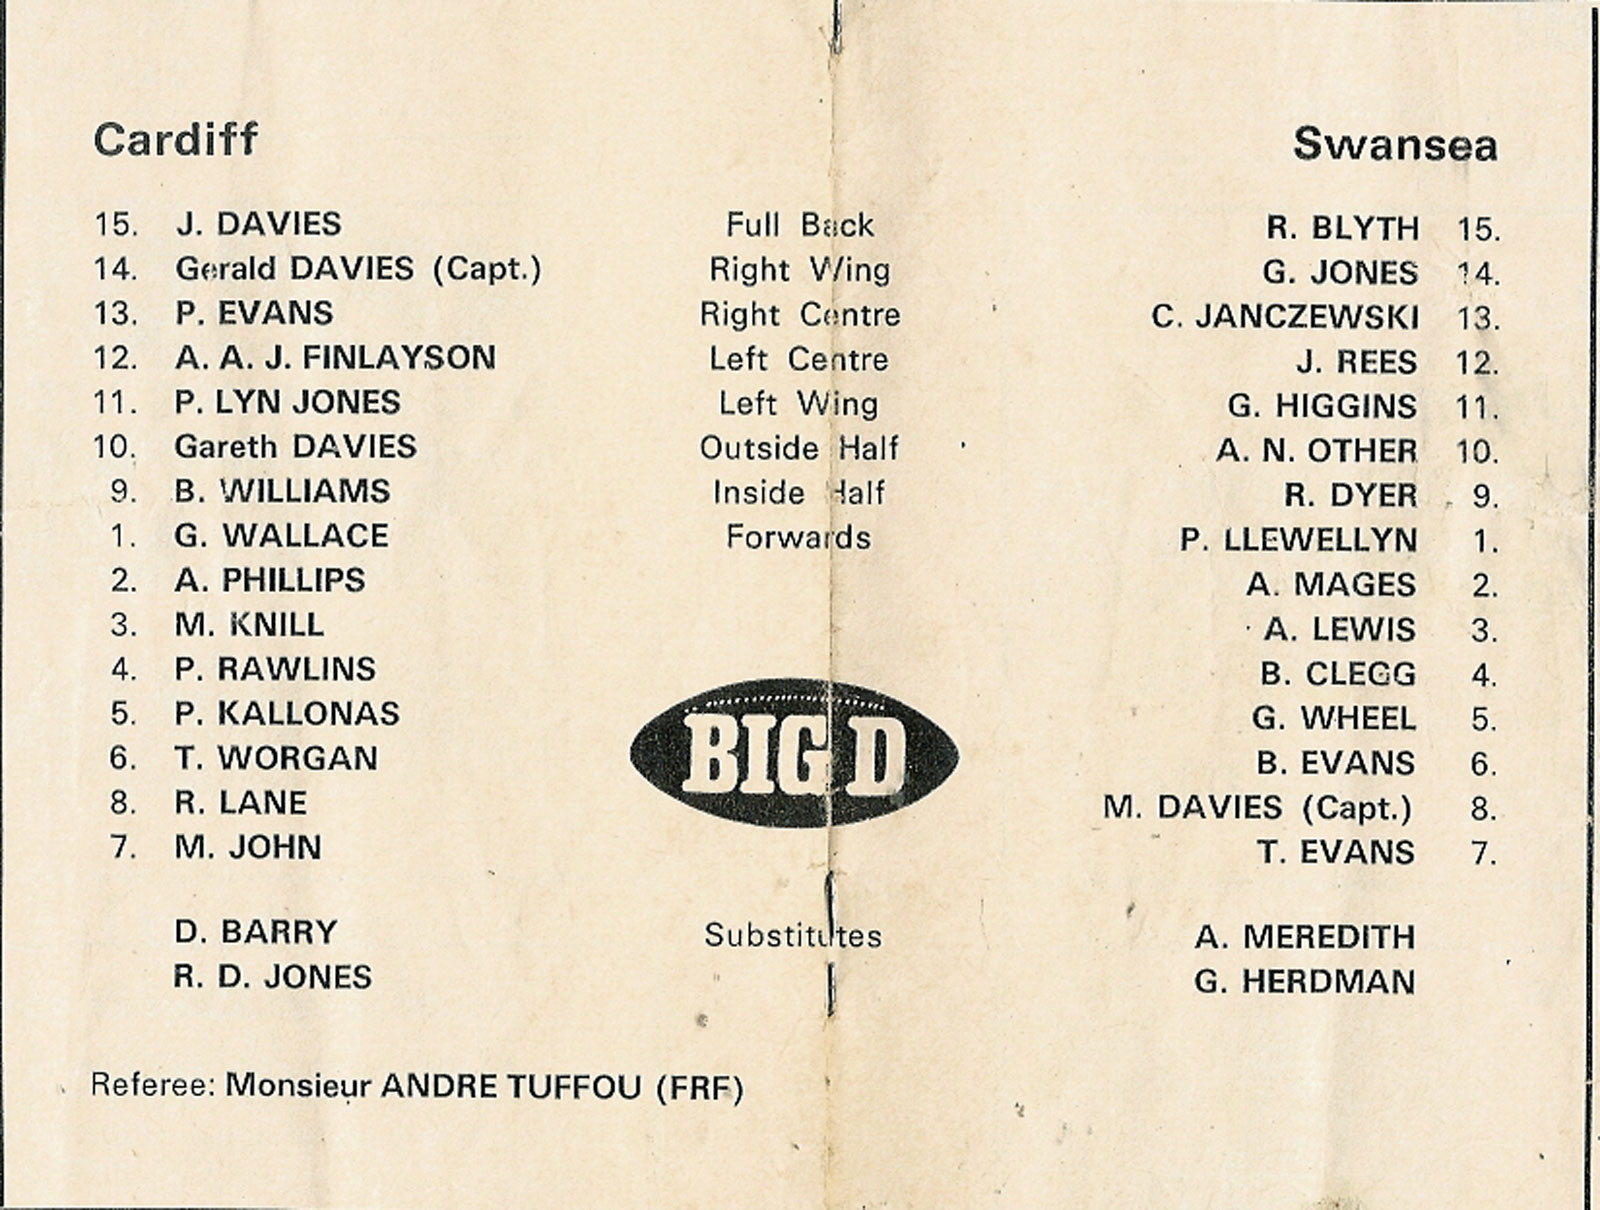 Cardiff Swansea
15. J. DAVIES Full Back R. BLYTH 15.
14. Gerald DAVIES (Capt.) Right Wing G. JONES 14.
13. P. EVANS Right Centre C. JANCZEWSKI 13.
12. A. A. J. FINLAYSON Left Centre J. REES 12.
11. P. LYN JONES Left Wing G. HIGGINS 11.
10. Gareth DAVIES Outside Half A. N. OTHER 10.
9. B. WILLIAMS Inside Half R. DYER 9.
1. G. WALLACE Forwards P. LLEWELLYN 1.
2. A. PHILLIPS A. MAGES 2.
3. M. KNILL A. LEWIS 3.
4. P. RAWLINS B. CLEGG 4.
5. P. KALLONAS G. WHEEL 5.
6. T. WORGAN B. EVANS 6.
BIG D
8. R. LANE M. DAVIES (Capt.) 8.
7. M. JOHN T. EVANS 7.
D. BARRY Substitutes A. MEREDITH
R. D. JONES G. HERDMAN
Referee: Monsieur ANDRE TUFFOU (FRF)